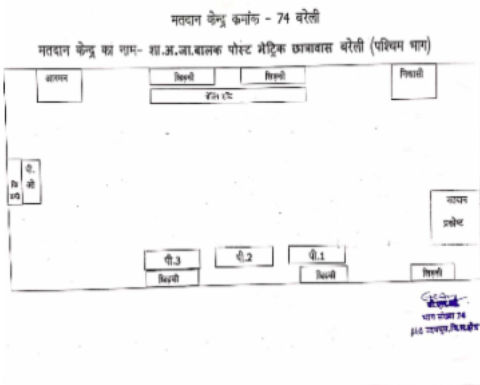 मतदान केन्द्र क्रमांक - 74 बरेली
मतदान केन्द्र का नाम- शा.अ.जा.बालक पोस्ट मेट्रिक छात्रावास बरेली (पश्चिम भाग)
आगमन
खिड़की
खिड़की
निकासी
पी.
ओ
मतदान
प्रकोष्ठ
पी.3
पी.2
पी.1
खिड़की
खिड़की
खिड़की
भाग संख्या 74